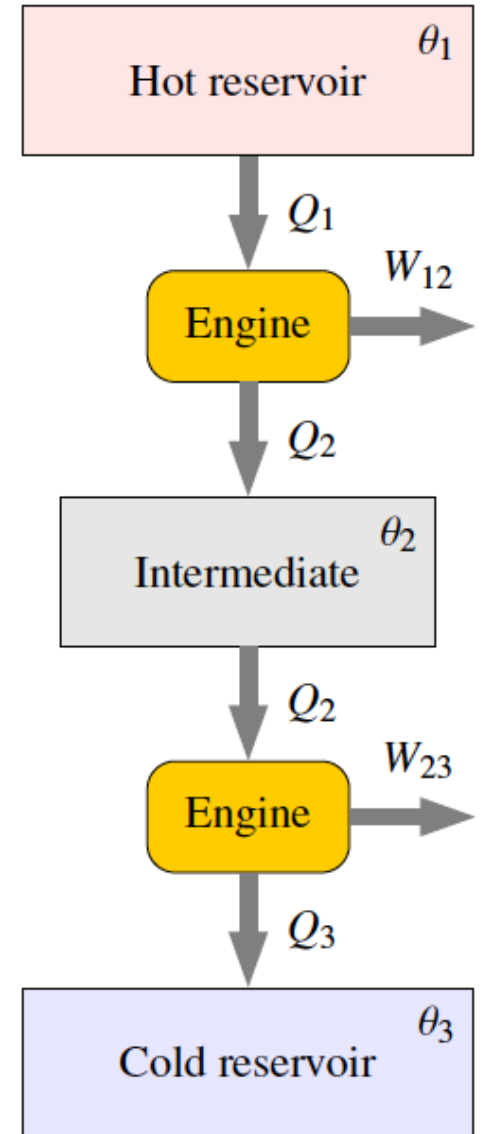 θ₁
Hot reservoir
Q₁
W₁₂
Engine
Q₂
θ₂
Intermediate
Q₂
W₂₃
Engine
Q₃
θ₃
Cold reservoir